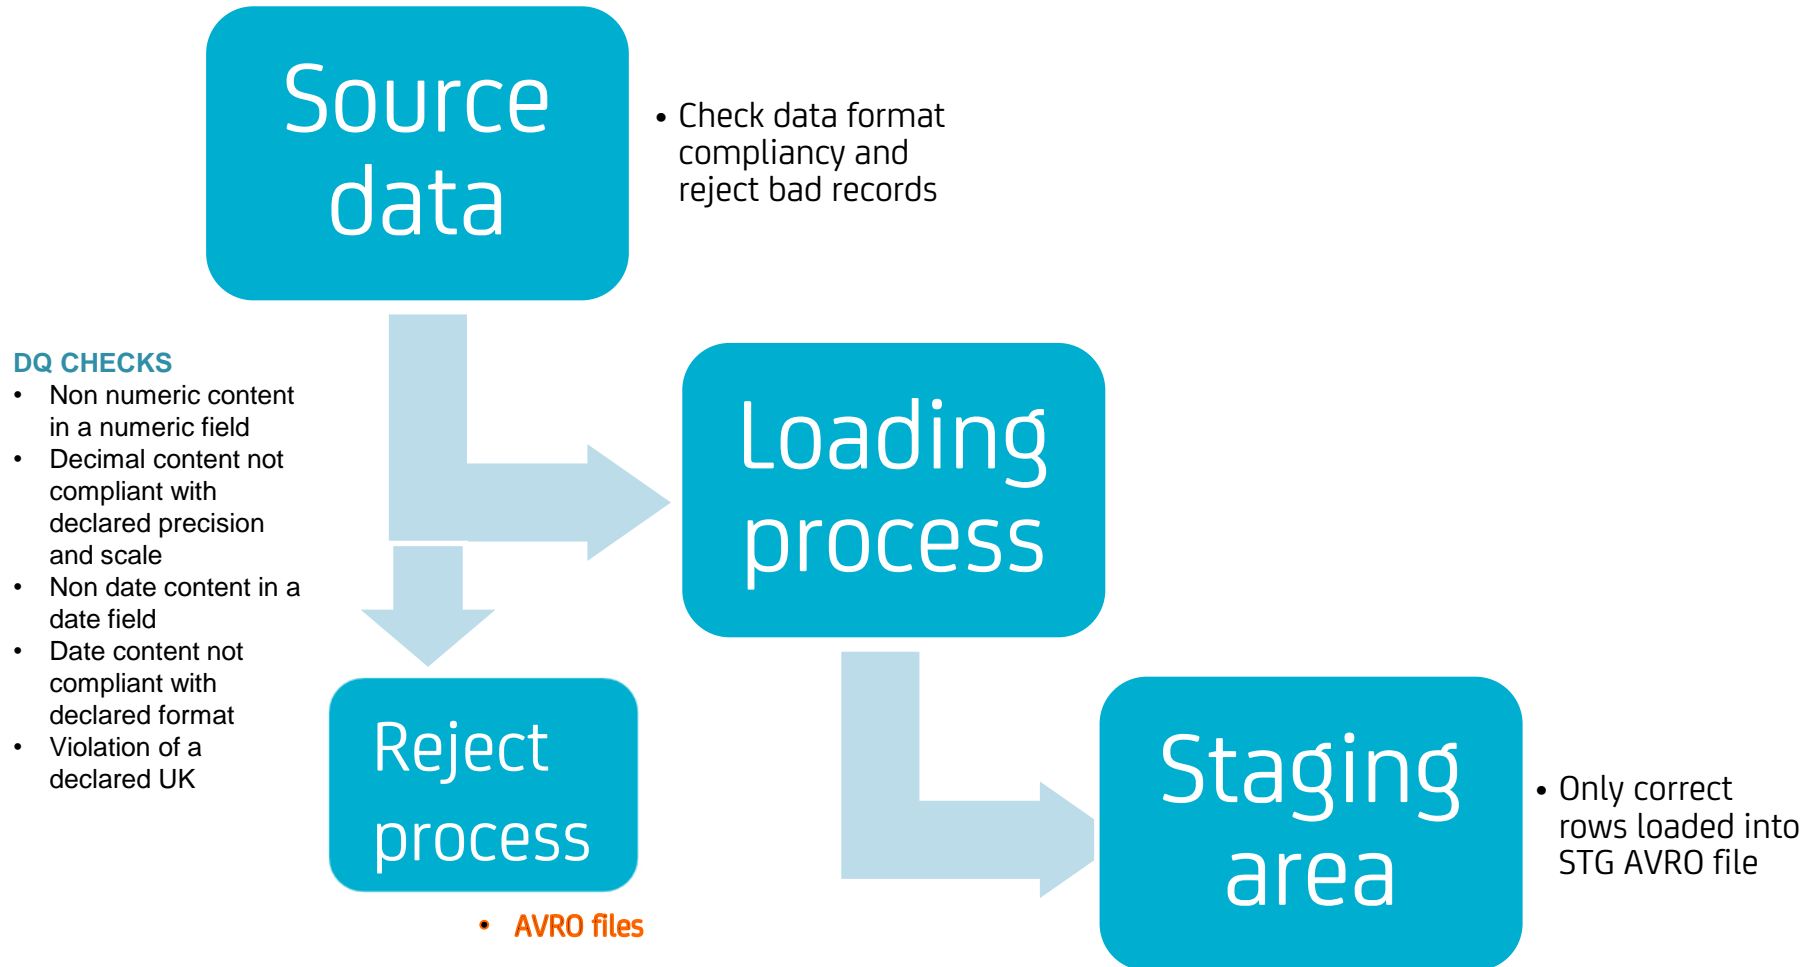 Source
data
• Check data format
compliancy and
reject bad records
DQ CHECKS
• Non numeric content
in a numeric field
• Decimal content not
compliant with
declared precision
and scale
• Non date content in a
date field
• Date content not
compliant with
declared format
• Violation of a
declared UK
Loading
process
Reject
process
• AVRO files
Staging
area
• Only correct
rows loaded into
STG AVRO file